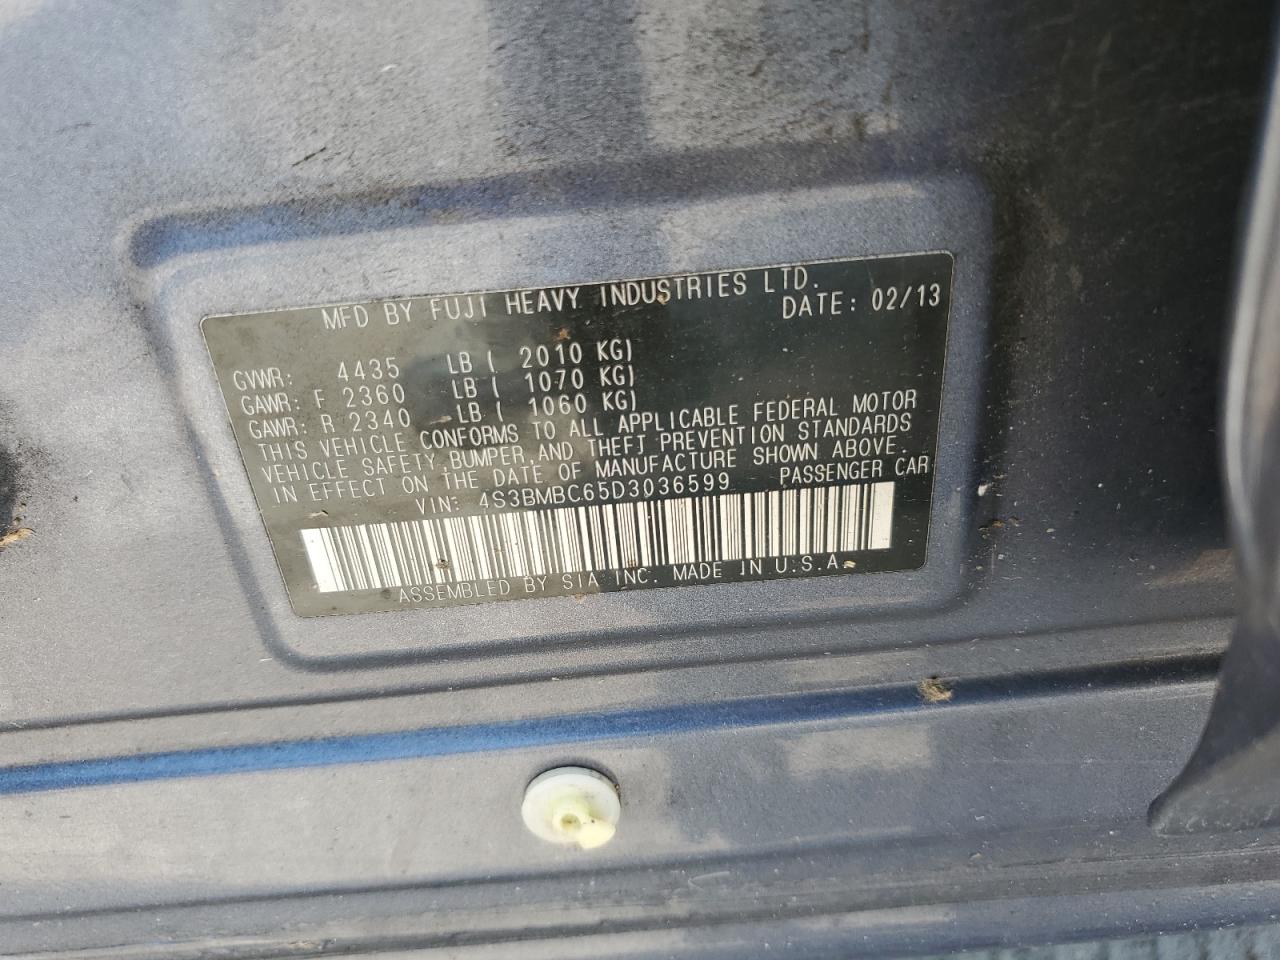 MFD BY FUJI HEAVY INDUSTRIES LTD.
DATE: 02/13
GVWR: 4435 LB ( 2010 KG)
GAWR: F 2360 LB ( 1070 KG)
GAWR: R 2340 LB ( 1060 KG)
THIS VEHICLE CONFORMS TO ALL APPLICABLE FEDERAL MOTOR
VEHICLE SAFETY, BUMPER, AND THEFT PREVENTION STANDARDS
IN EFFECT ON THE DATE OF MANUFACTURE SHOWN ABOVE.
VIN: 4S3BMBC65D3036599 PASSENGER CAR
ASSEMBLED BY SIA INC. MADE IN U.S.A.